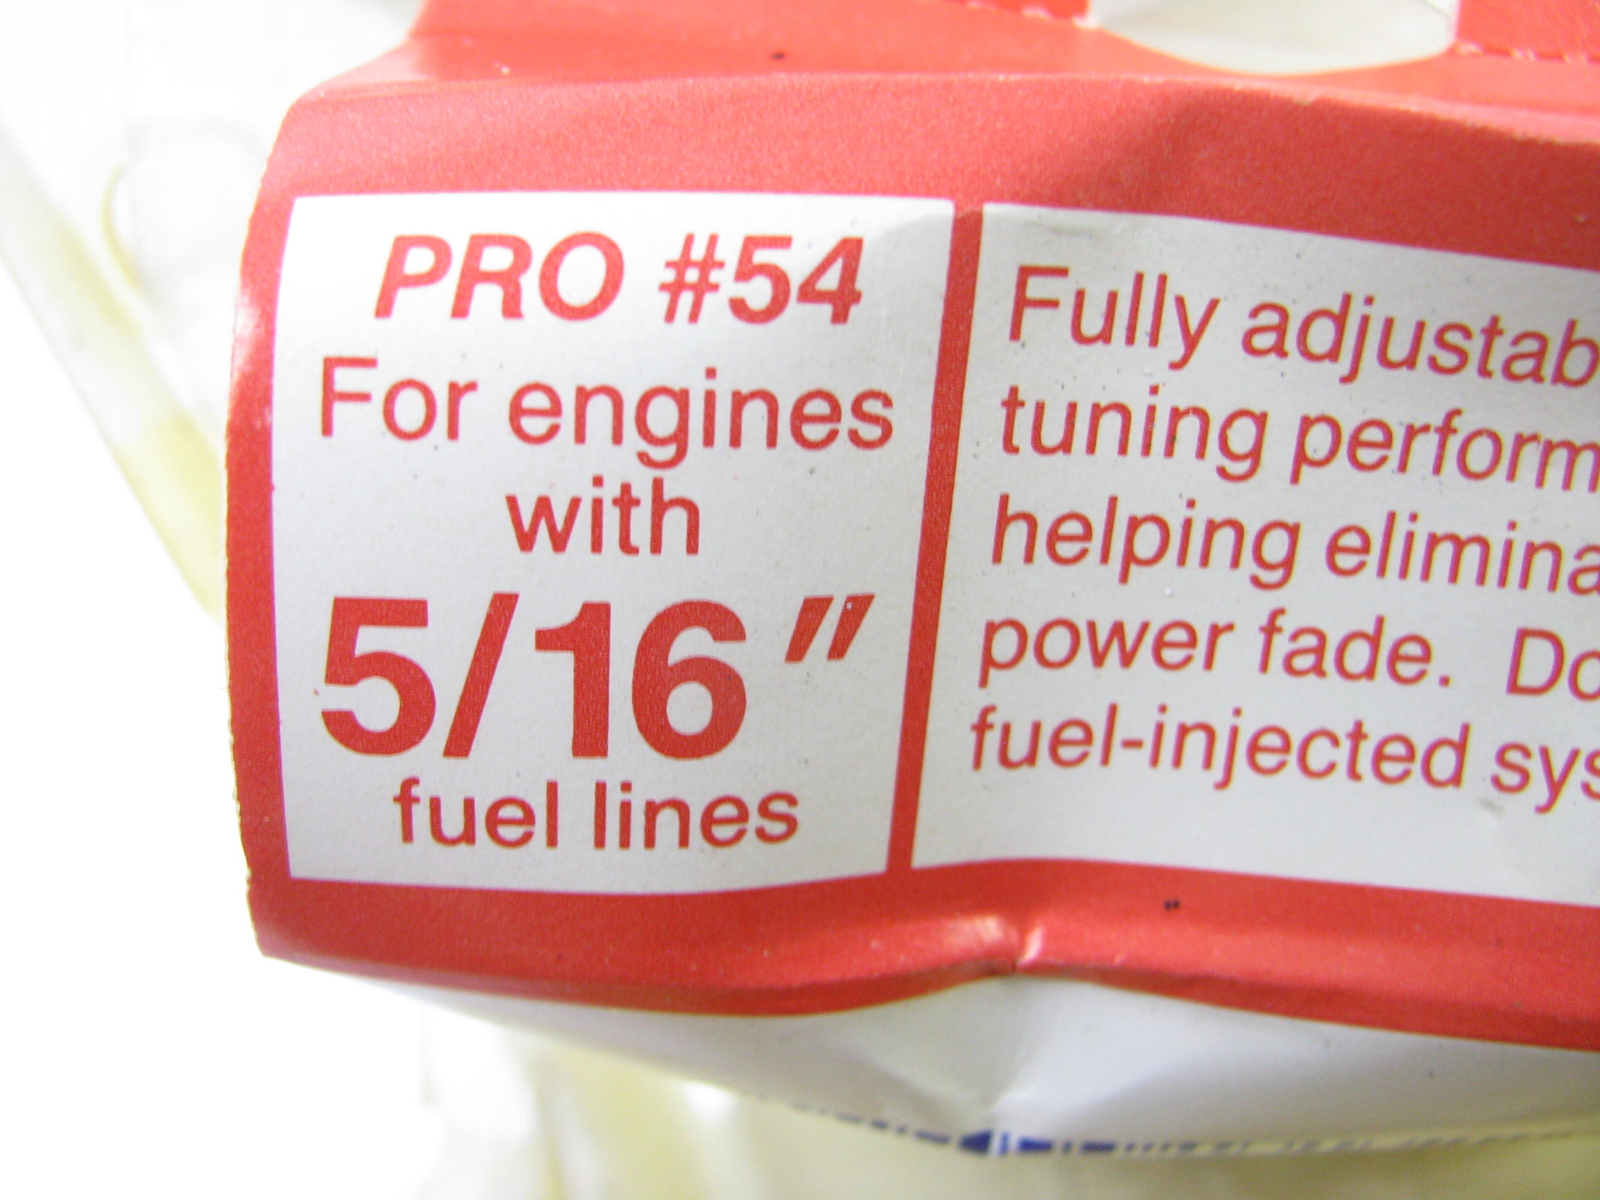 PRO #54
For engines
with
5/16"
fuel lines
Fully adjustab
tuning perform
helping elimina
power fade. Do
fuel-injected sys